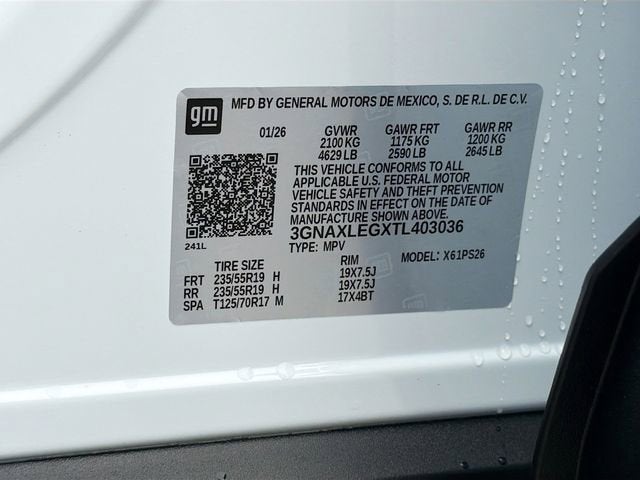 gm
MFD BY GENERAL MOTORS DE MEXICO, S. DE R.L. DE C.V.
01/26 GVWR GAWR FRT GAWR RR
2100 KG 1175 KG 1200 KG
4629 LB 2590 LB 2645 LB
THIS VEHICLE CONFORMS TO ALL
APPLICABLE U.S. FEDERAL MOTOR
VEHICLE SAFETY AND THEFT PREVENTION
STANDARDS IN EFFECT ON THE DATE OF
MANUFACTURE SHOWN ABOVE.
3GNAXLEGXTL403036
241L
TYPE: MPV MODEL: X61PS26
TIRE SIZE RIM
FRT 235/55R19 H 19X7.5J
RR 235/55R19 H 19X7.5J
SPA T125/70R17 M 17X4BT